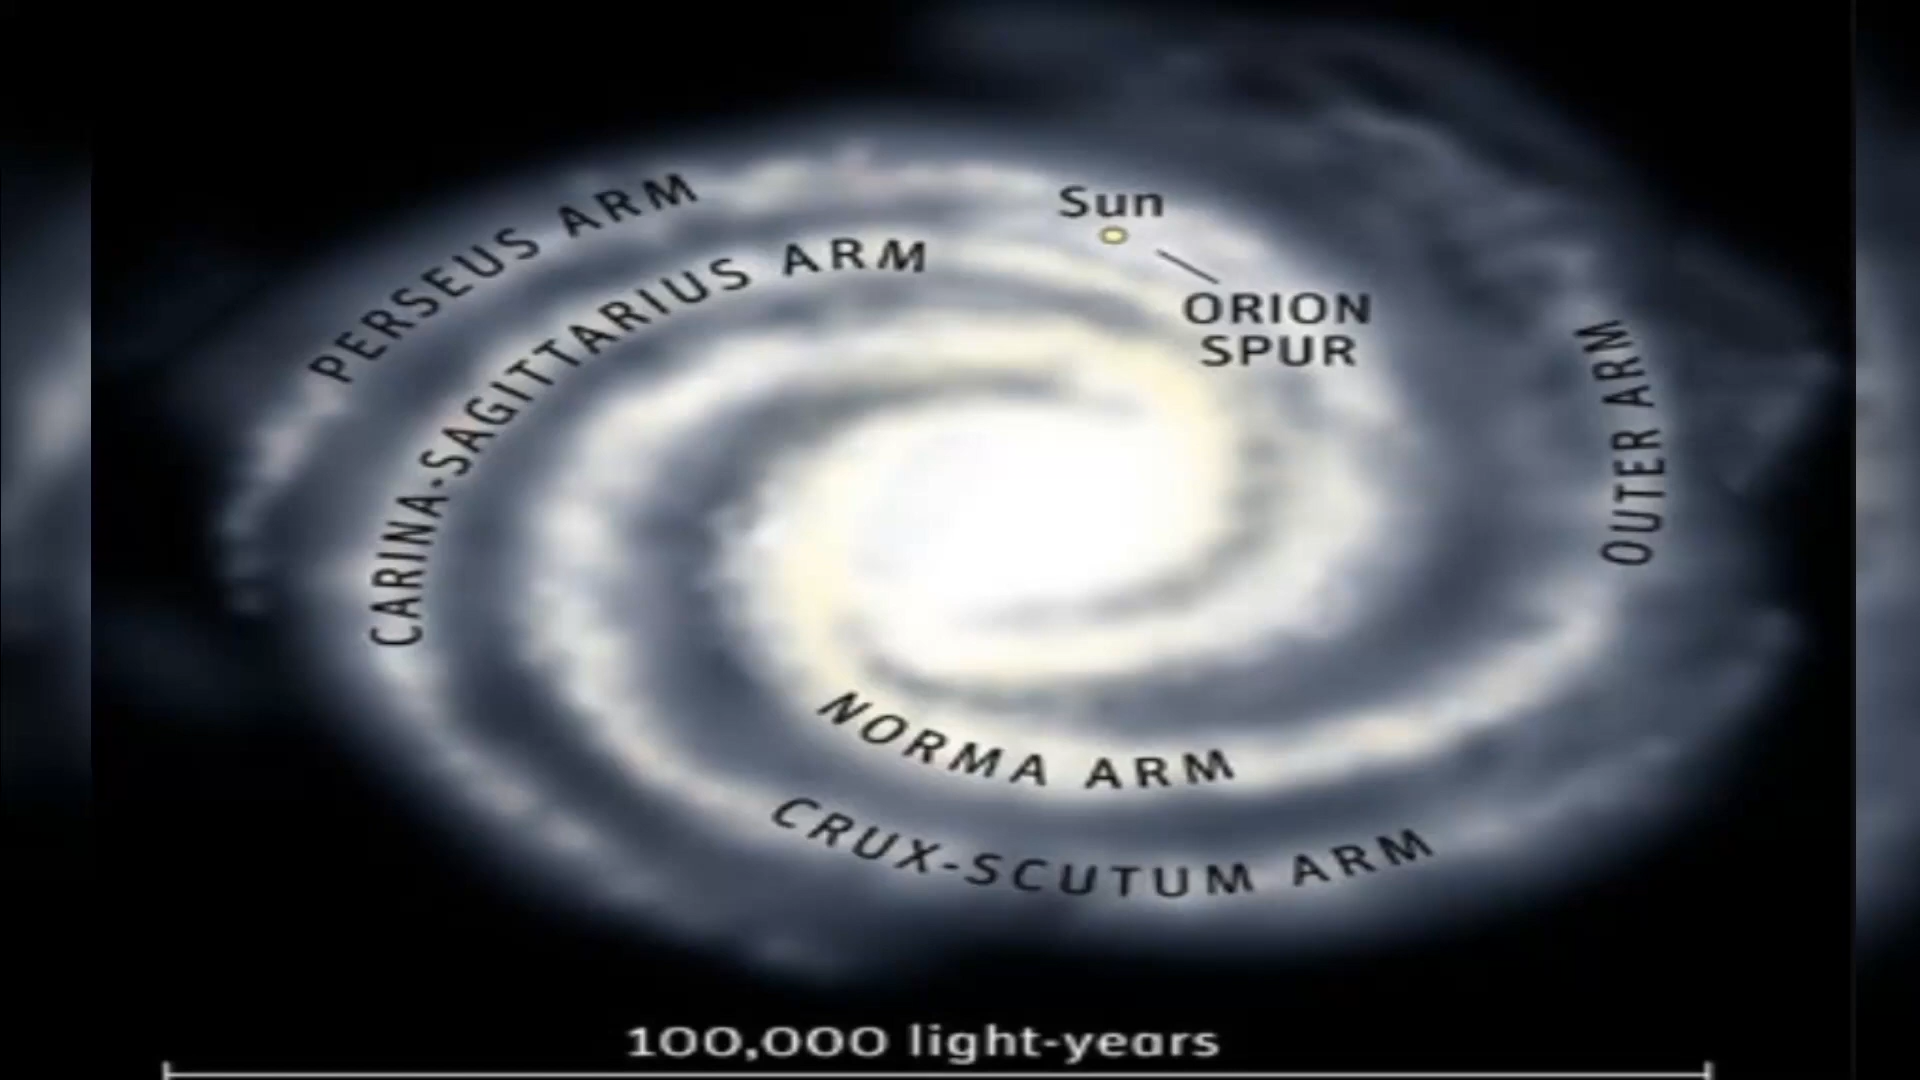 PERSEUS ARM
Sun
CARINA-SAGITTARIUS ARM
ORION
SPUR
OUTER ARM
NORMA ARM
CRUX-SCUTUM ARM
100,000 light-years